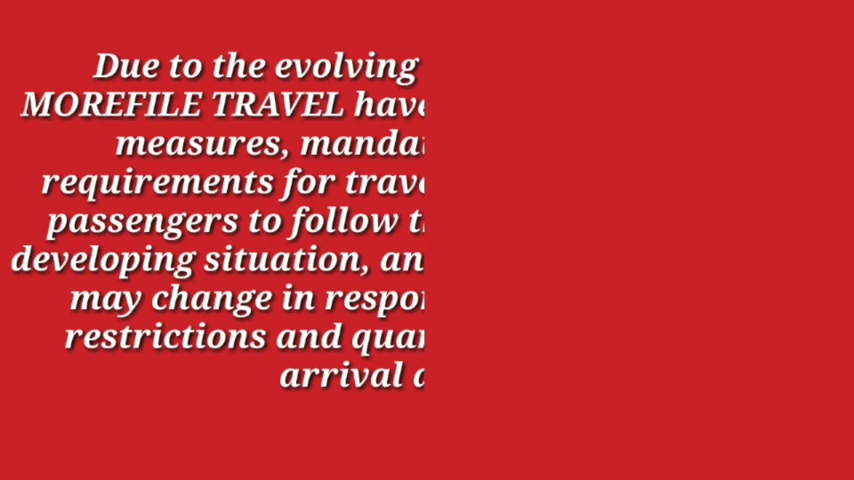 Due to the evolving
MOREFILE TRAVEL have
measures,
requirements for
passengers to follow
developing situation,
may change in
restrictions and
arrival